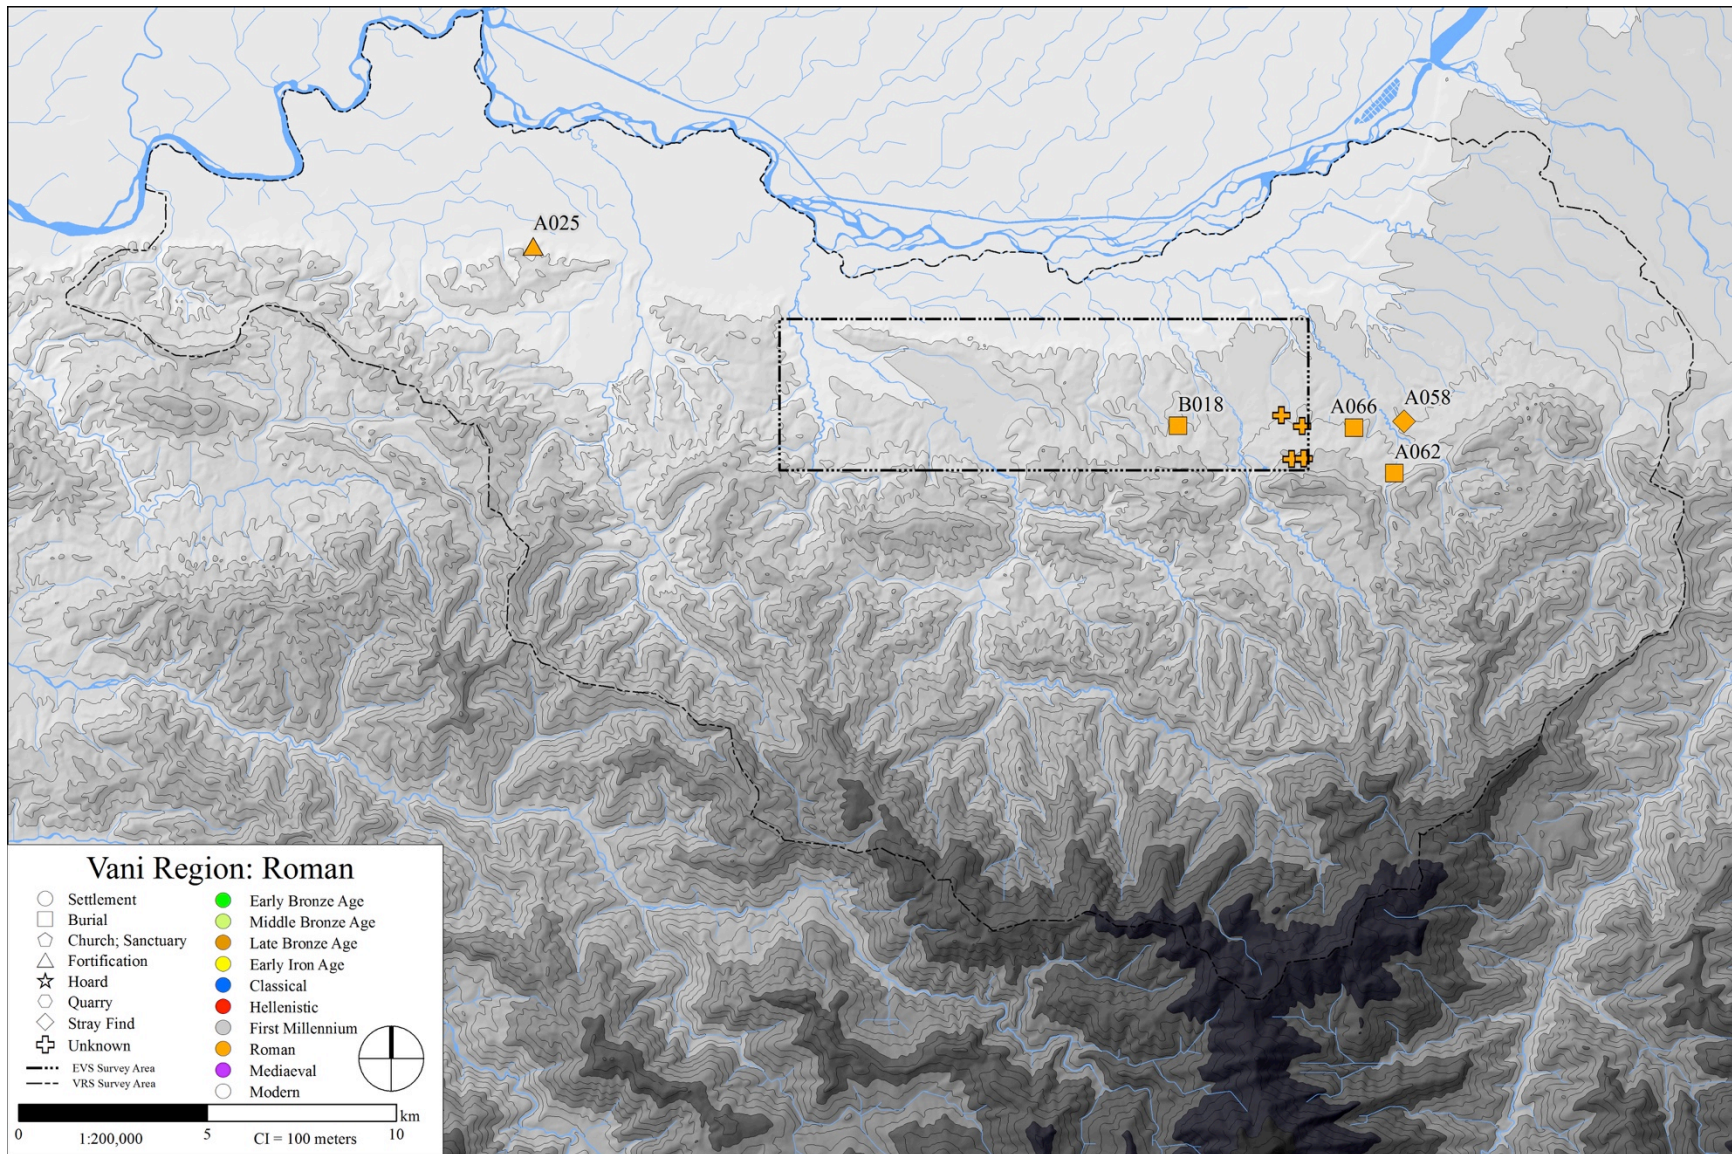 A025
B018
A066
A058
A062
Vani Region: Roman
Settlement
Burial
Church; Sanctuary
Fortification
Hoard
Quarry
Stray Find
Unknown
EVS Survey Area
VRS Survey Area
Early Bronze Age
Middle Bronze Age
Late Bronze Age
Early Iron Age
Classical
Hellenistic
First Millennium
Roman
Mediaeval
Modern
km
0 1:200,000 5 CI = 100 meters 10